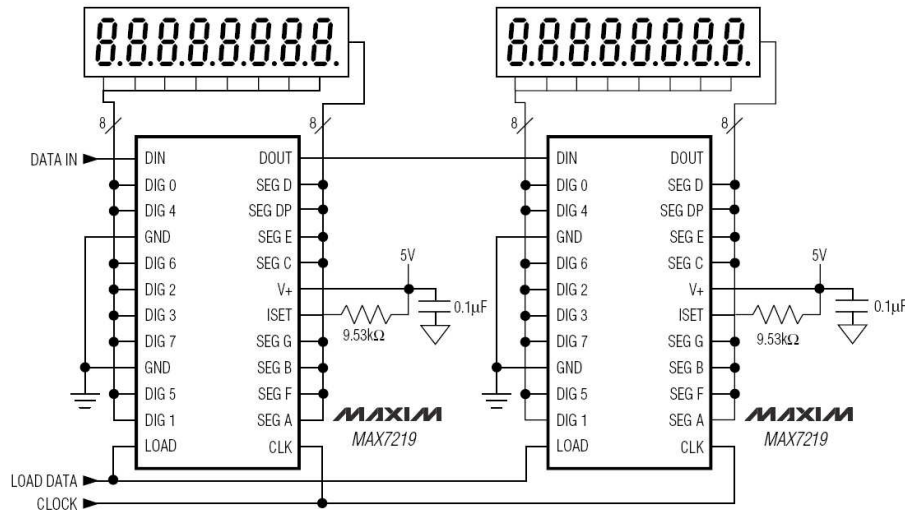 8.8.8.8.8.8.8.8.
8.8.8.8.8.8.8.8.
8
8
8
8
DATA IN
DIN
DOUT
DIG 0
SEG D
DIG 4
SEG DP
GND
SEG E
DIG 6
SEG C
DIG 2
V+
DIG 3
ISET
DIG 7
SEG G
GND
SEG B
DIG 5
SEG F
DIG 1
SEG A
LOAD
CLK
5V
0.1µF
9.53kΩ
MAXIM
MAX7219
DIN
DOUT
DIG 0
SEG D
DIG 4
SEG DP
GND
SEG E
DIG 6
SEG C
DIG 2
V+
DIG 3
ISET
DIG 7
SEG G
GND
SEG B
DIG 5
SEG F
DIG 1
SEG A
LOAD
CLK
5V
0.1µF
9.53kΩ
MAXIM
MAX7219
LOAD DATA
CLOCK